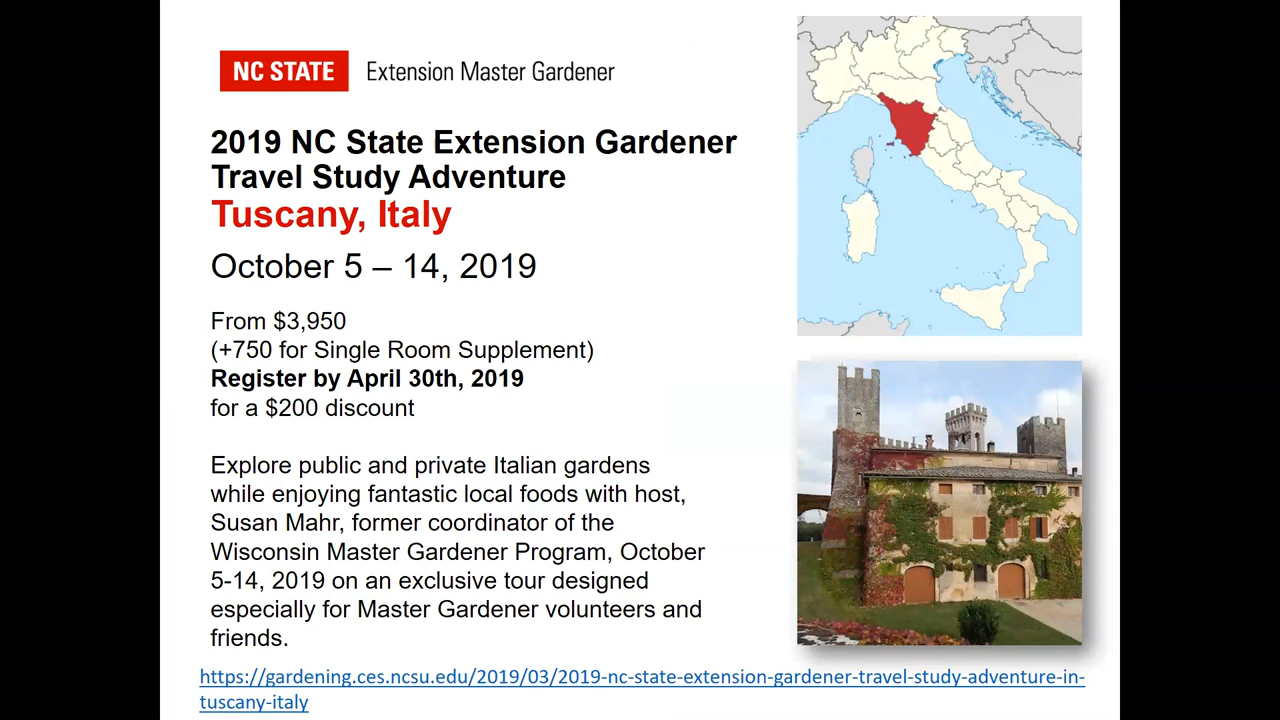 NC STATE Extension Master Gardener
2019 NC State Extension Gardener
Travel Study Adventure
Tuscany, Italy
October 5 – 14, 2019
From $3,950
(+750 for Single Room Supplement)
Register by April 30th, 2019
for a $200 discount
Explore public and private Italian gardens
while enjoying fantastic local foods with host,
Susan Mahr, former coordinator of the
Wisconsin Master Gardener Program, October
5-14, 2019 on an exclusive tour designed
especially for Master Gardener volunteers and
friends.
https://gardening.ces.ncsu.edu/2019/03/2019-nc-state-extension-gardener-travel-study-adventure-in-
tuscany-italy